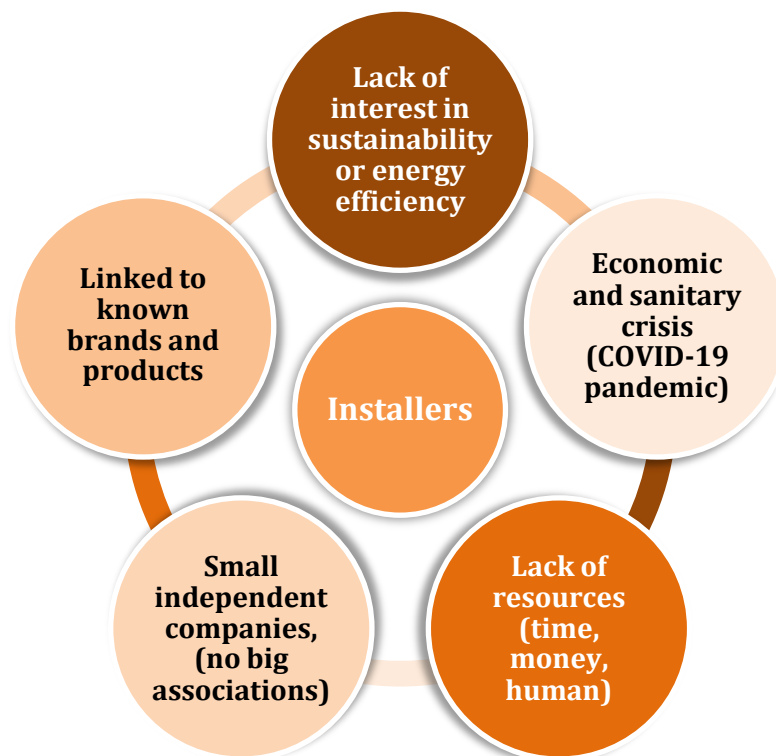 Lack of
interest in
sustainability
or energy
efficiency
Economic
and sanitary
crisis
(COVID-19
pandemic)
Lack of
resources
(time,
money,
human)
Small
independent
companies,
(no big
associations)
Linked to
known
brands and
products
Installers